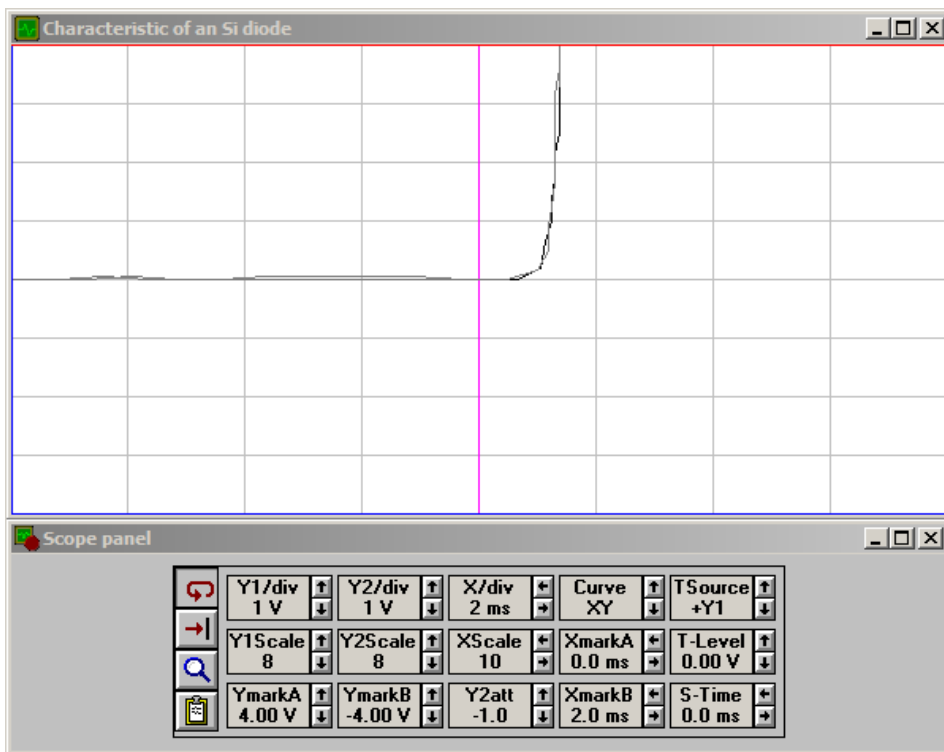 Characteristic of an Si diode
Scope panel
Y1/div Y2/div X/div Curve TSource
1 V 1 V 2 ms XY +Y1
Y1Scale Y2Scale XScale XmarkA T-Level
8 8 10 0.0 ms 0.00 V
YmarkA YmarkB Y2att XmarkB S-Time
4.00 V -4.00 V -1.0 2.0 ms 0.0 ms